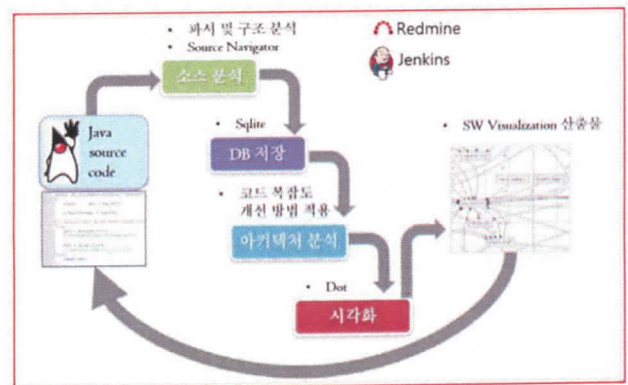 • 파서 및 구조 분석
• Source Navigator
Redmine
Jenkins
소스 분석
Java
source
code
• Sqlite
DB 저장
• SW Visualization 산출물
• 코드 복잡도
개선 방법 적용
아키텍처 분석
• Dot
시각화